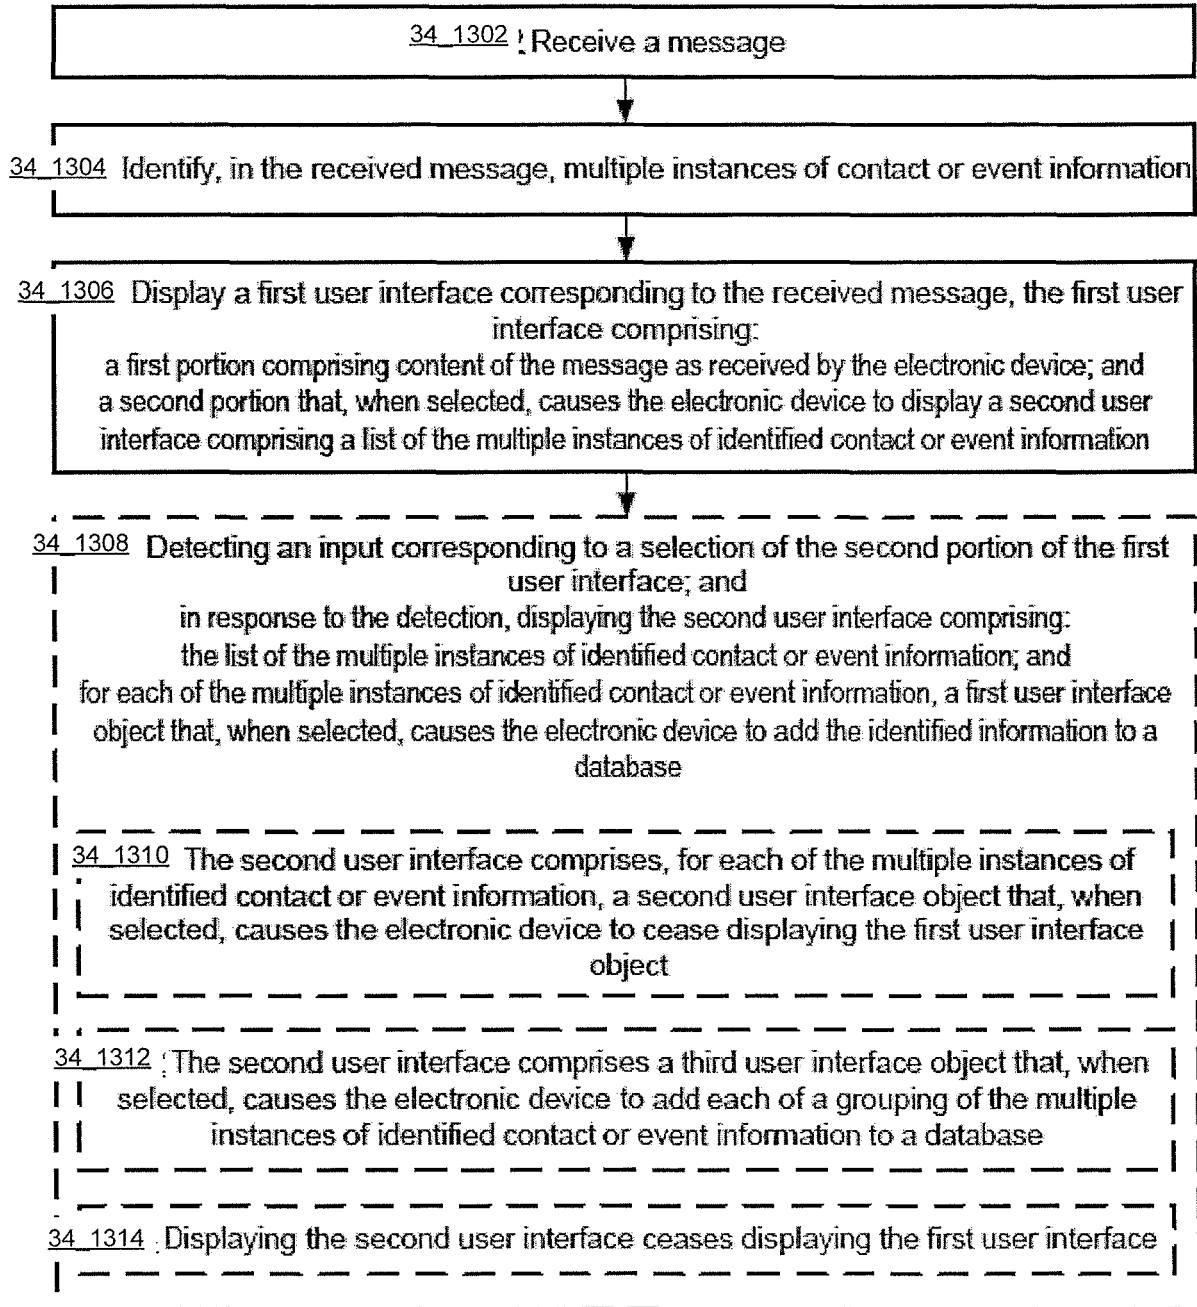 34_1302 Receive a message
34_1304 Identify, in the received message, multiple instances of contact or event information
34_1306 Display a first user interface corresponding to the received message, the first user
interface comprising:
a first portion comprising content of the message as received by the electronic device; and
a second portion that, when selected, causes the electronic device to display a second user
interface comprising a list of the multiple instances of identified contact or event information
34_1308 Detecting an input corresponding to a selection of the second portion of the first
user interface; and
in response to the detection, displaying the second user interface comprising:
the list of the multiple instances of identified contact or event information; and
for each of the multiple instances of identified contact or event information, a first user interface
object that, when selected, causes the electronic device to add the identified information to a
database
34_1310 The second user interface comprises, for each of the multiple instances of
identified contact or event information, a second user interface object that, when
selected, causes the electronic device to cease displaying the first user interface
object
34_1312 The second user interface comprises a third user interface object that, when
selected, causes the electronic device to add each of a grouping of the multiple
instances of identified contact or event information to a database
34_1314 Displaying the second user interface ceases displaying the first user interface